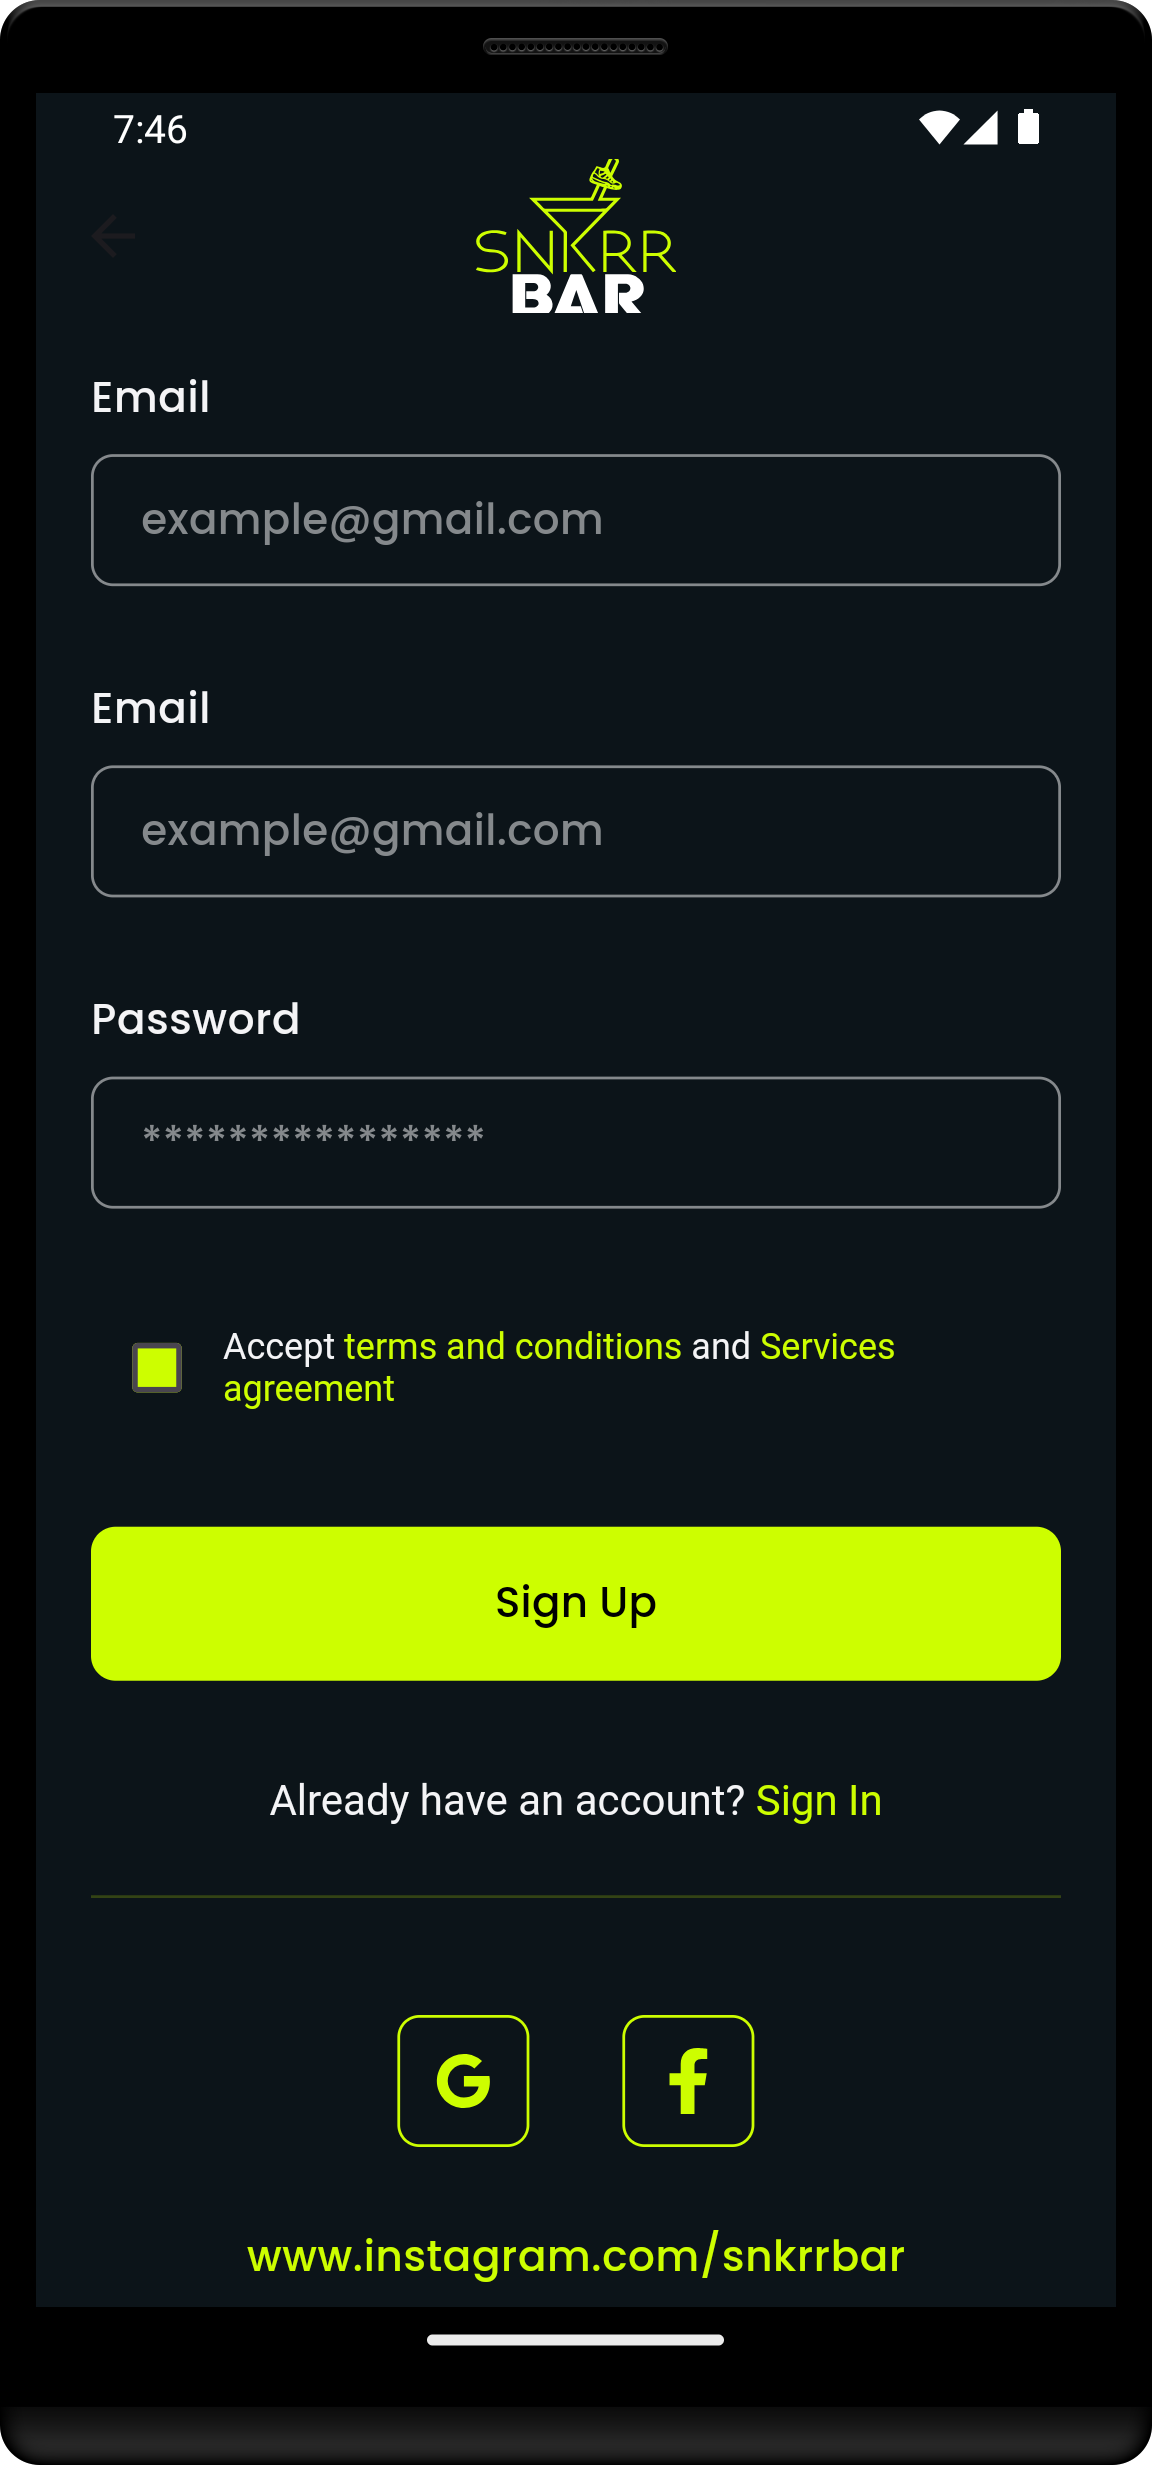 7:46
SNKRR
BAR
Email
example@gmail.com
Email
example@gmail.com
Password
****************
Accept terms and conditions and Services
agreement
Sign Up
Already have an account? Sign In
G f
www.instagram.com/snkrrbar